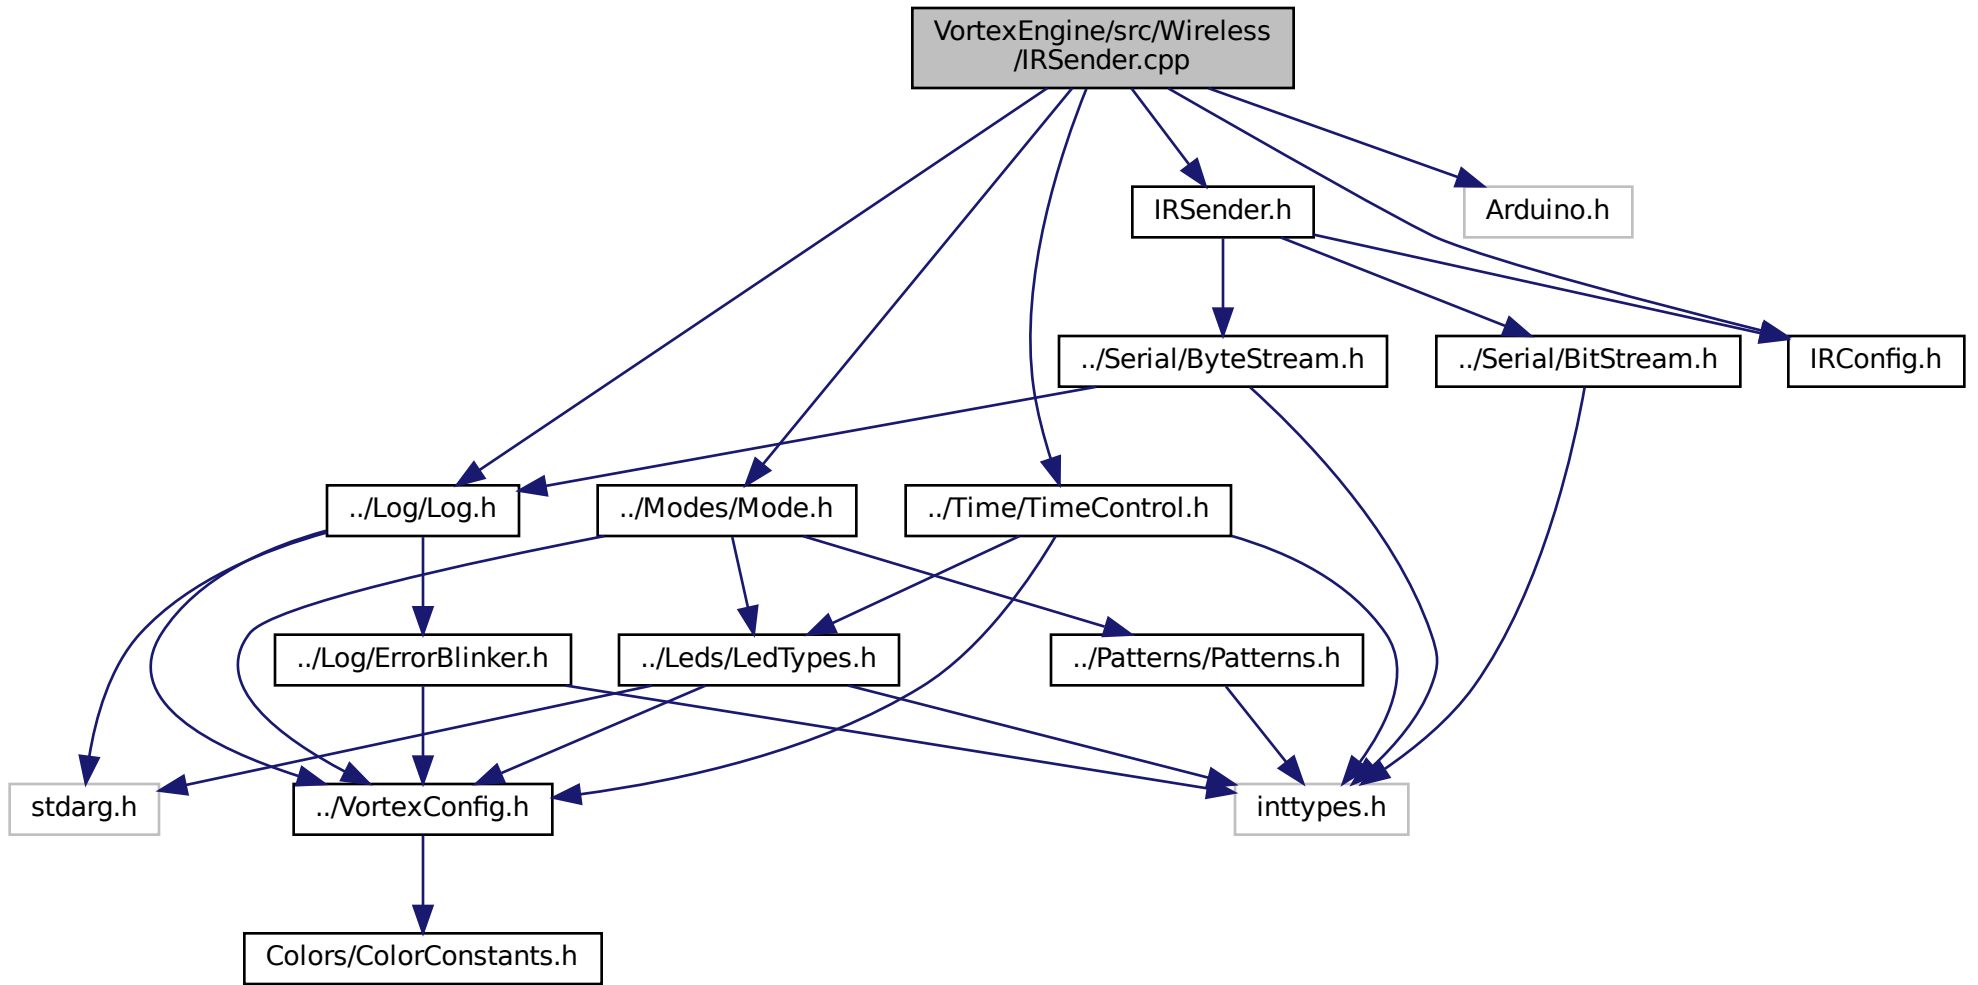 VortexEngine/src/Wireless
/IRSender.cpp
IRSender.h
Arduino.h
../Serial/ByteStream.h
../Serial/BitStream.h
IRConfig.h
../Log/Log.h
../Modes/Mode.h
../Time/TimeControl.h
../Log/ErrorBlinker.h
../Leds/LedTypes.h
../Patterns/Patterns.h
stdarg.h
../VortexConfig.h
inttypes.h
Colors/ColorConstants.h